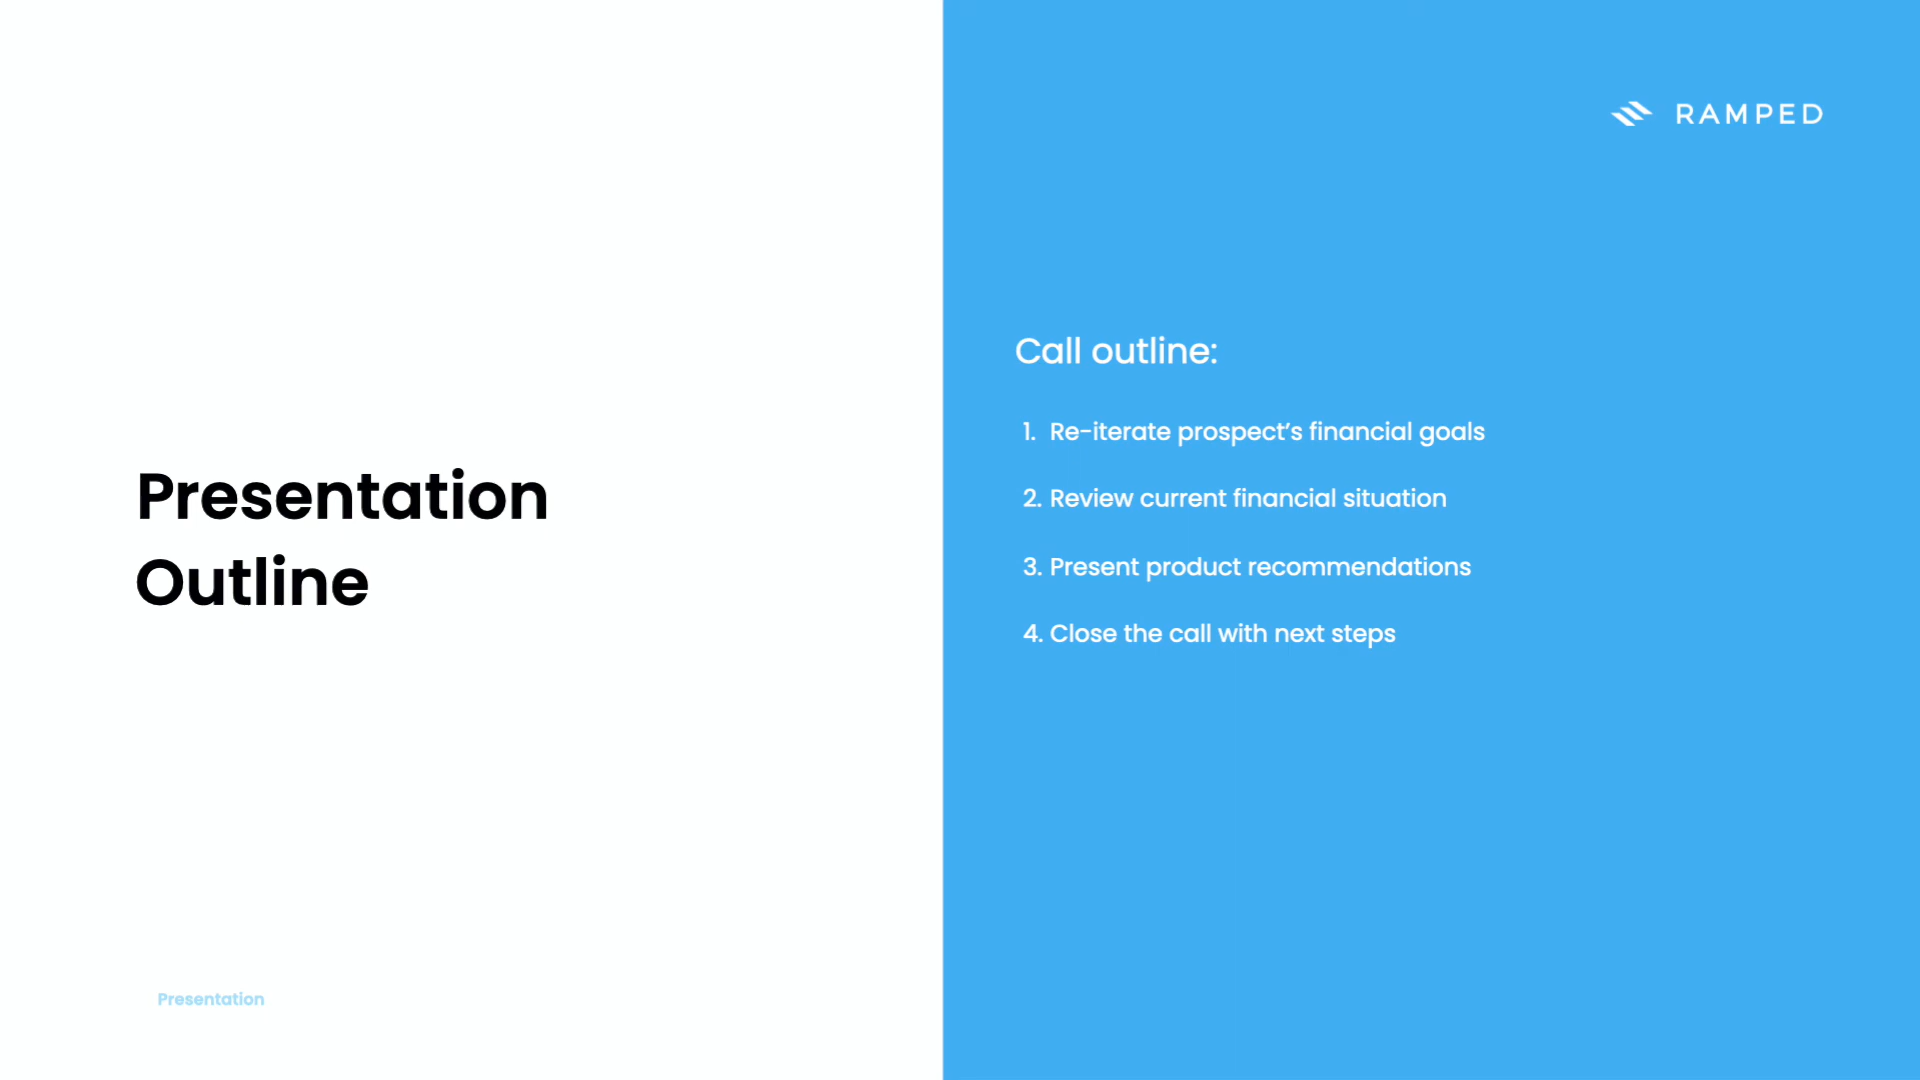 Presentation
Outline
RAMPED
Call outline:
1. Re-iterate prospect’s financial goals
2. Review current financial situation
3. Present product recommendations
4. Close the call with next steps
Presentation